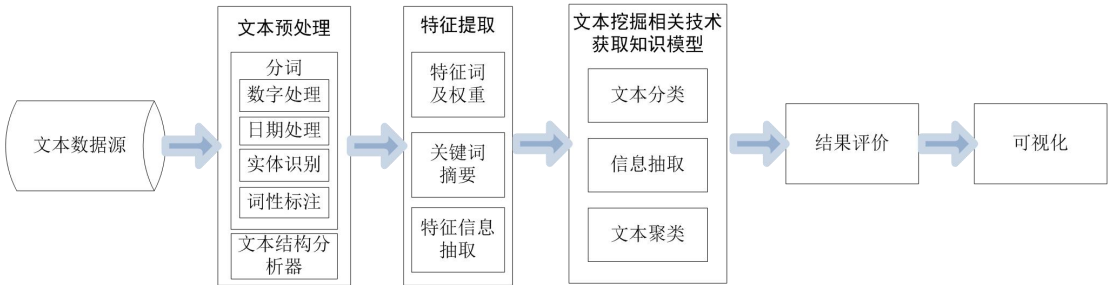 文本数据源
文本预处理
分词
数字处理
日期处理
实体识别
词性标注
文本结构分
析器
特征提取
特征词
及权重
关键词
摘要
特征信息
抽取
文本挖掘相关技术
获取知识模型
文本分类
信息抽取
文本聚类
结果评价
可视化